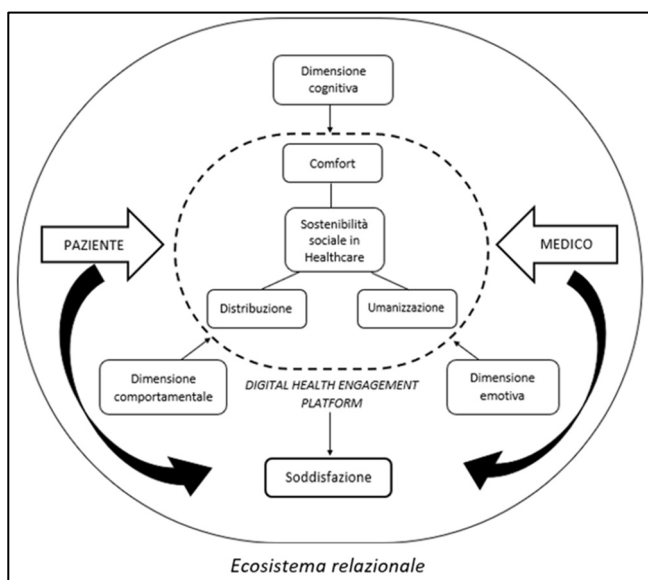 Dimensione
cognitiva
Comfort
Sostenibilità
sociale in
Healthcare
PAZIENTE
MEDICO
Distribuzione
Umanizzazione
Dimensione
comportamentale
DIGITAL HEALTH ENGAGEMENT
PLATFORM
Dimensione
emotiva
Soddisfazione
Ecosistema relazionale